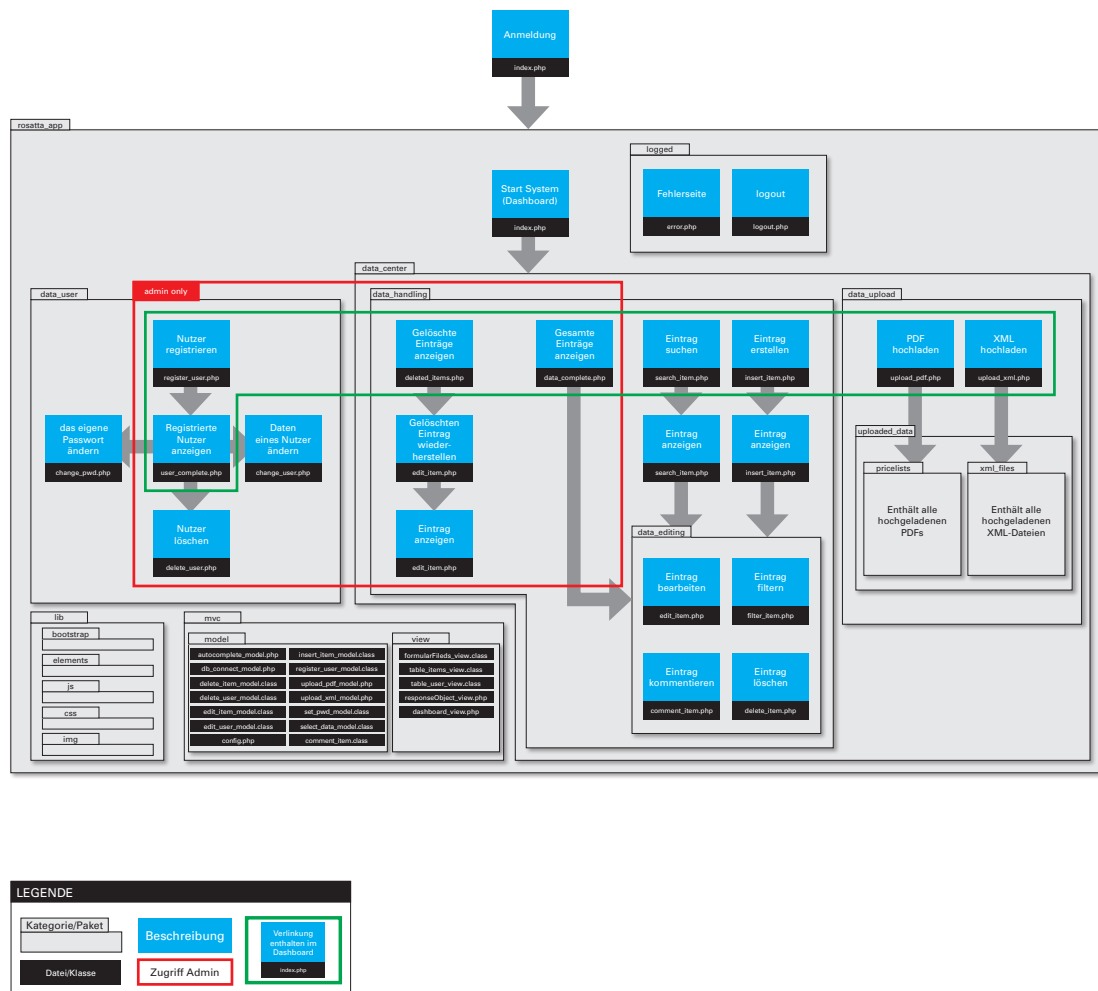 Anmeldung
index.php
rosatta_app
logged
Fehlerseite
error.php
logout
logout.php
Start System
(Dashboard)
index.php
data_center
data_user
admin only
data_handling
data_upload
Nutzer
registrieren
register_user.php
Gelöschte
Einträge
anzeigen
deleted_items.php
Gesamte
Einträge
anzeigen
data_complete.php
Eintrag
suchen
search_item.php
Eintrag
erstellen
insert_item.php
PDF
hochladen
upload_pdf.php
XML
hochladen
upload_xml.php
das eigene
Passwort
ändern
change_pwd.php
Registrierte
Nutzer
anzeigen
user_complete.php
Daten
eines Nutzer
ändern
change_user.php
Gelöschten
Eintrag
wieder-
herstellen
edit_item.php
Eintrag
anzeigen
search_item.php
Eintrag
anzeigen
insert_item.php
uploaded_data
pricelists
Enthält alle
hochgeladenen
PDFs
xml_files
Enthält alle
hochgeladenen
XML-Dateien
Nutzer
löschen
delete_user.php
Eintrag
anzeigen
edit_item.php
data_editing
Eintrag
bearbeiten
edit_item.php
Eintrag
filtern
filter_item.php
Eintrag
kommentieren
comment_item.php
Eintrag
löschen
delete_item.php
lib
bootstrap
elements
js
css
img
mvc
model
autocomplete_model.php
db_connect_model.php
delete_item_model.class
delete_user_model.class
edit_item_model.class
edit_user_model.class
config.php
insert_item_model.class
register_user_model.class
upload_pdf_model.php
upload_xml_model.php
set_pwd_model.class
select_data_model.class
comment_item.class
view
formularFileds_view.class
table_items_view.class
table_user_view.class
responseObject_view.php
dashboard_view.php
LEGENDE
Kategorie/Paket
Beschreibung
Verlinkung
enthalten im
Dashboard
index.php
Datei/Klasse
Zugriff Admin